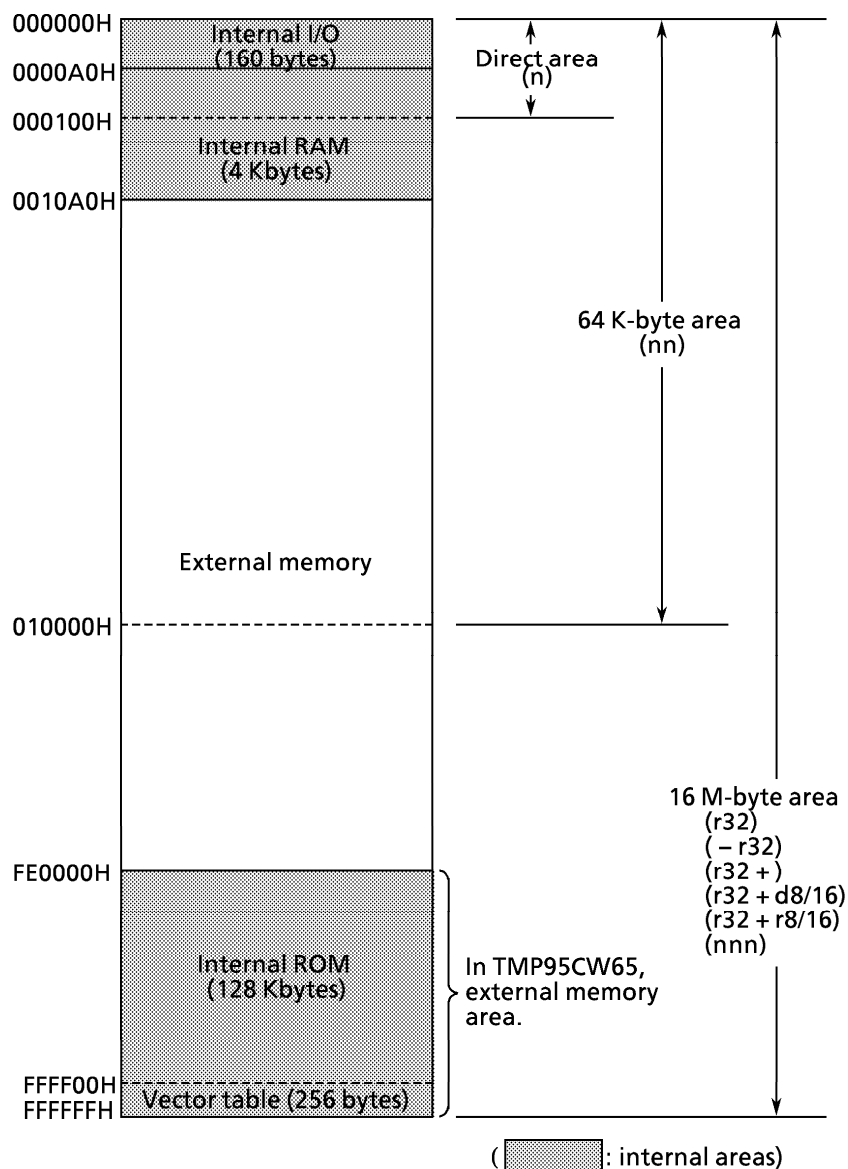 000000H
Internal I/O
(160 bytes)
0000A0H
Direct area
(n)
000100H
Internal RAM
(4 Kbytes)
0010A0H
64 K-byte area
(nn)
External memory
010000H
16 M-byte area
(r32)
( – r32)
(r32 + )
(r32 + d8/16)
(r32 + r8/16)
(nnn)
FE0000H
Internal ROM
(128 Kbytes)
In TMP95CW65,
external memory
area.
FFFF00H
Vector table (256 bytes)
FFFFFFH
( : internal areas)